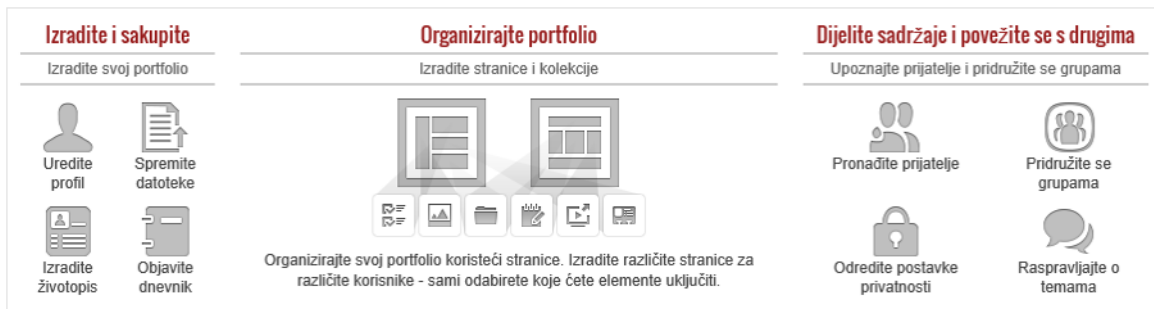 Izradite i sakupite
Izradite svoj portfolio
Uredite
profil
Spremite
datoteke
Izradite
životopis
Objavite
dnevnik
Organizirajte portfolio
Izradite stranice i kolekcije
Organizirajte svoj portfolio koristeći stranice. Izradite različite stranice za
različite korisnike - sami odabirete koje ćete elemente uključiti.
Dijelite sadržaje i povežite se s drugima
Upoznajte prijatelje i pridružite se grupama
Pronađite prijatelje
Pridružite se
grupama
Odredite postavke
privatnosti
Raspravljajte o
temama